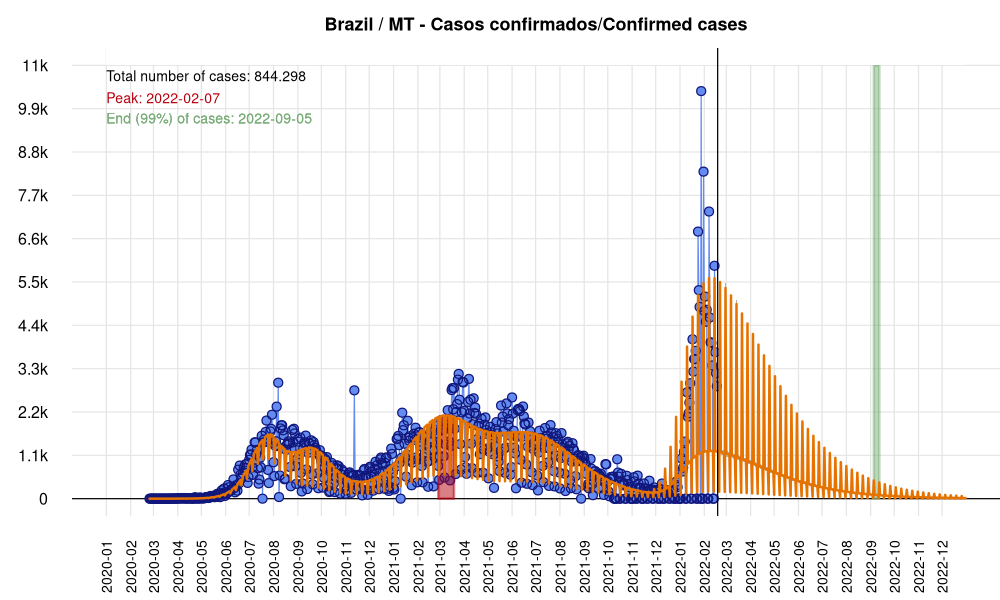 Brazil / MT - Casos confirmados/Confirmed cases
Total number of cases: 844.298
Peak: 2022-02-07
End (99%) of cases: 2022-09-05
11k
9.9k
8.8k
7.7k
6.6k
5.5k
4.4k
3.3k
2.2k
1.1k
0
2020-01
2020-02
2020-03
2020-04
2020-05
2020-06
2020-07
2020-08
2020-09
2020-10
2020-11
2020-12
2021-01
2021-02
2021-03
2021-04
2021-05
2021-06
2021-07
2021-08
2021-09
2021-10
2021-11
2021-12
2022-01
2022-02
2022-03
2022-04
2022-05
2022-06
2022-07
2022-08
2022-09
2022-10
2022-11
2022-12